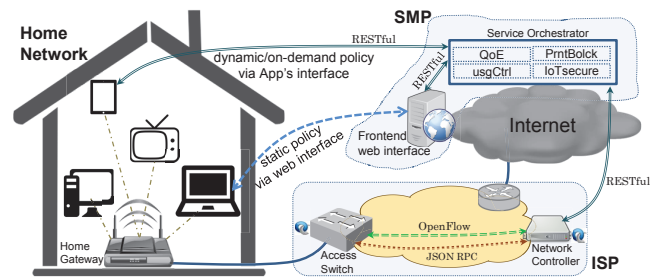 Home
Network
SMP
RESTful
Service Orchestrator
QoE
PrntBolck
usgCtrl
IoTsecure
dynamic/on-demand policy
via App's interface
RESTful
Frontend
web interface
Internet
static policy
via web interface
RESTful
OpenFlow
JSON RPC
Home
Gateway
Access
Switch
Network
Controller
ISP